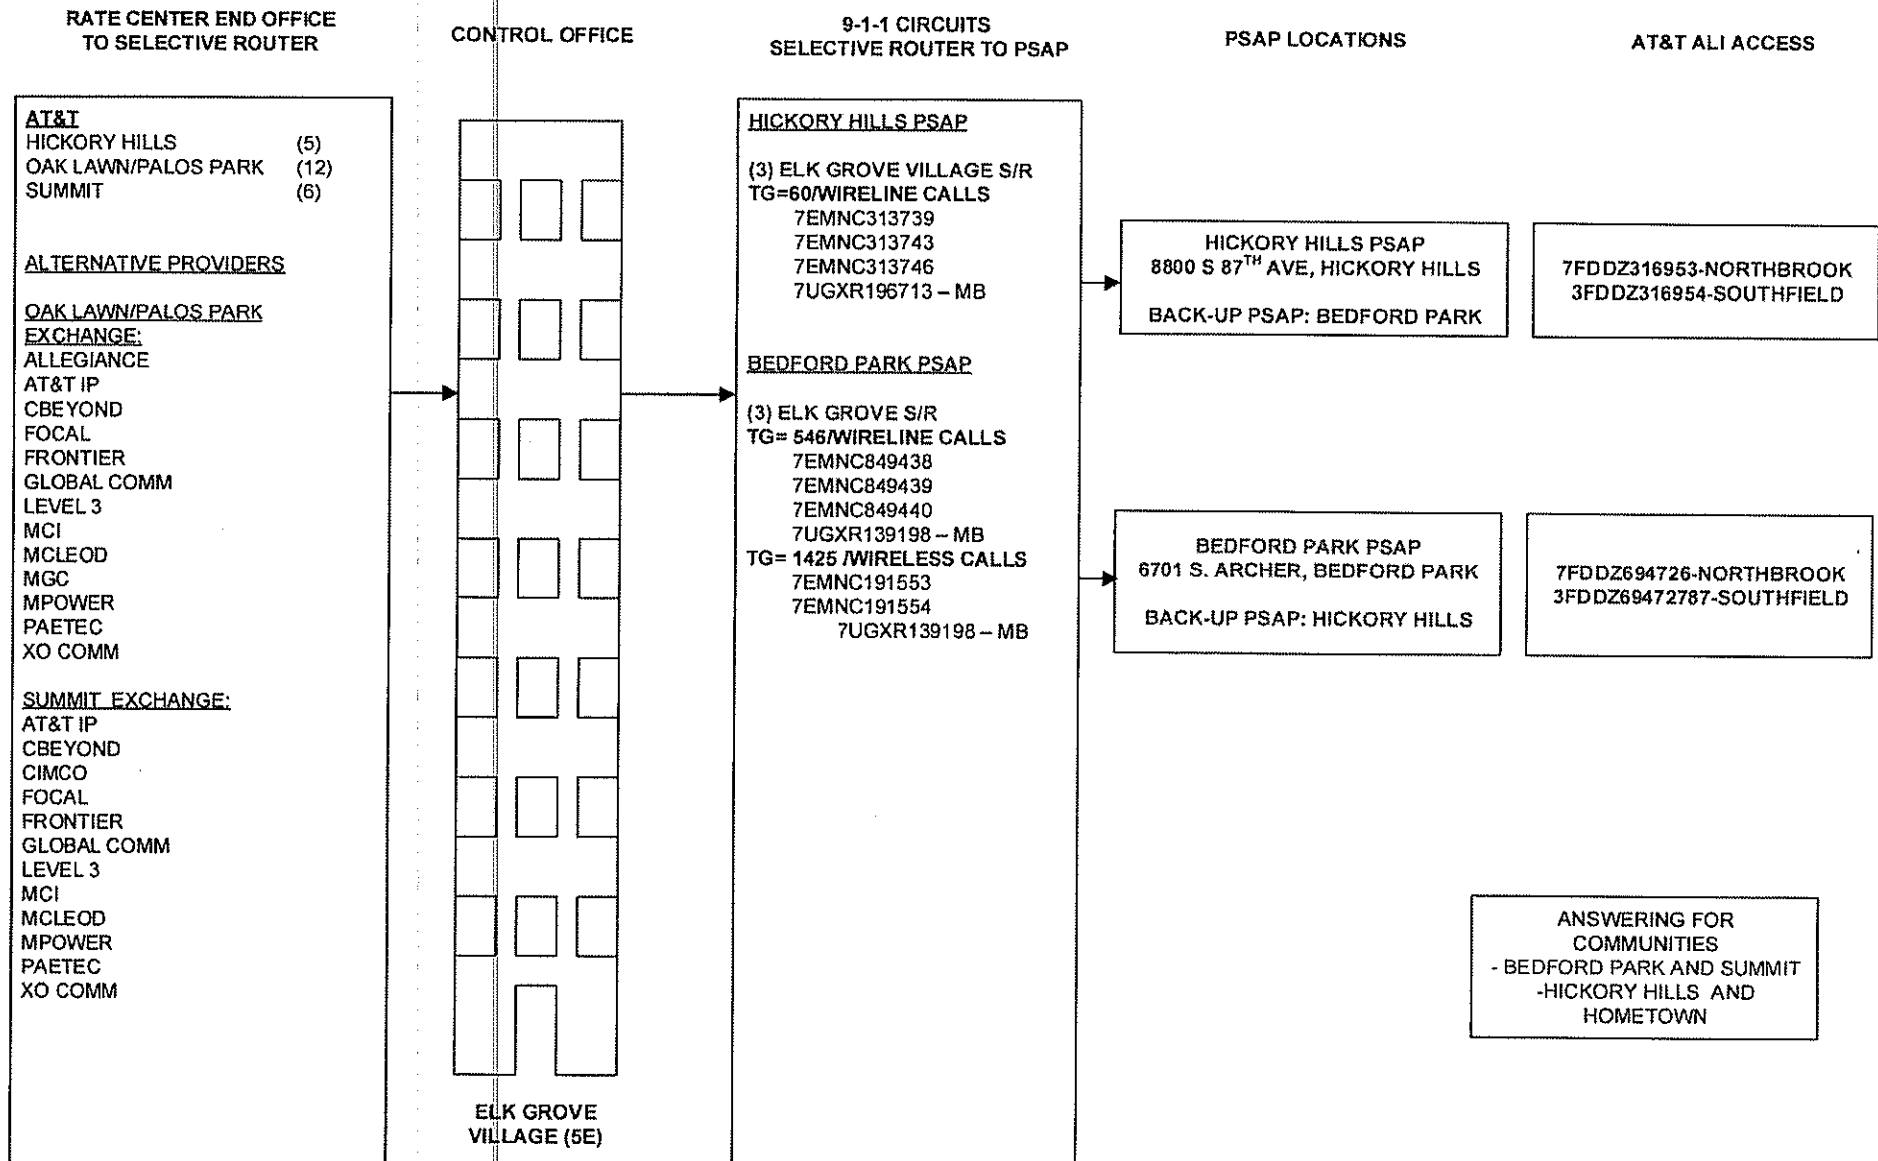 RATE CENTER END OFFICE
TO SELECTIVE ROUTER
CONTROL OFFICE
9-1-1 CIRCUITS
SELECTIVE ROUTER TO PSAP
PSAP LOCATIONS
AT&T ALI ACCESS
AT&T
HICKORY HILLS (5)
OAK LAWN/PALOS PARK (12)
SUMMIT (6)
ALTERNATIVE PROVIDERS
OAK LAWN/PALOS PARK
EXCHANGE:
ALLEGIANCE
AT&T IP
CBEYOND
FOCAL
FRONTIER
GLOBAL COMM
LEVEL 3
MCI
MCLEOD
MGC
MPOWER
PAETEC
XO COMM
SUMMIT EXCHANGE:
AT&T IP
CBEYOND
CIMCO
FOCAL
FRONTIER
GLOBAL COMM
LEVEL 3
MCI
MCLEOD
MPOWER
PAETEC
XO COMM
ELK GROVE
VILLAGE (5E)
HICKORY HILLS PSAP
(3) ELK GROVE VILLAGE S/R
TG=60/WIRELINE CALLS
7EMNC313739
7EMNC313743
7EMNC313746
7UGXR196713 – MB
BEDFORD PARK PSAP
(3) ELK GROVE S/R
TG= 546/WIRELINE CALLS
7EMNC849438
7EMNC849439
7EMNC849440
7UGXR139198 – MB
TG= 1425 /WIRELESS CALLS
7EMNC191553
7EMNC191554
7UGXR139198 – MB
HICKORY HILLS PSAP
8800 S 87TH AVE, HICKORY HILLS
BACK-UP PSAP: BEDFORD PARK
BEDFORD PARK PSAP
6701 S. ARCHER, BEDFORD PARK
BACK-UP PSAP: HICKORY HILLS
7FDDZ316953-NORTHBROOK
3FDDZ316954-SOUTHFIELD
7FDDZ694726-NORTHBROOK
3FDDZ69472787-SOUTHFIELD
ANSWERING FOR
COMMUNITIES
- BEDFORD PARK AND SUMMIT
-HICKORY HILLS AND
HOMETOWN